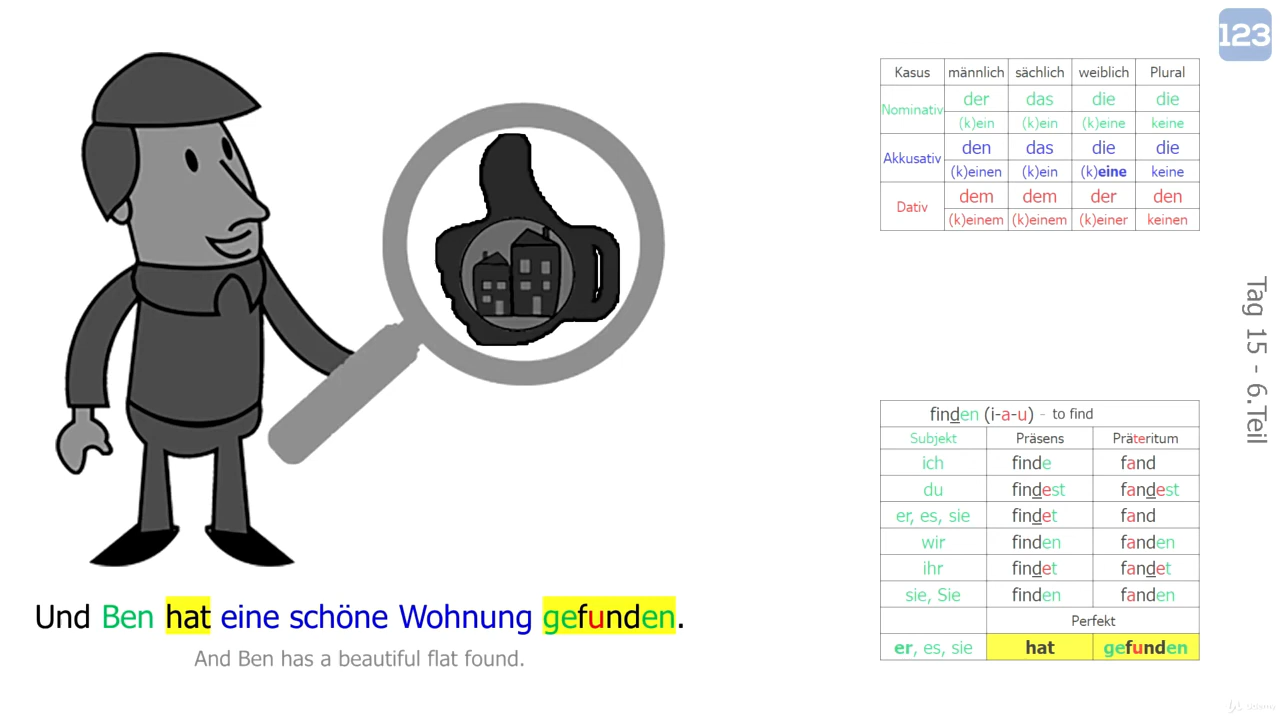 123
Kasus männlich sächlich weiblich Plural
Nominativ der das die die
(k)ein (k)ein (k)eine keine
Akkusativ den das die die
(k)einen (k)ein (k)eine keine
Dativ dem dem der den
(k)einem (k)einem (k)einer keinen
Tag 15 - 6.Teil
finden (i-a-u) - to find
Subjekt Präsens Präteritum
ich finde fand
du findest fandest
er, es, sie findet fand
wir finden fanden
ihr findet fandet
sie, Sie finden fanden
Perfekt
er, es, sie hat gefunden
Und Ben hat eine schöne Wohnung gefunden.
And Ben has a beautiful flat found.